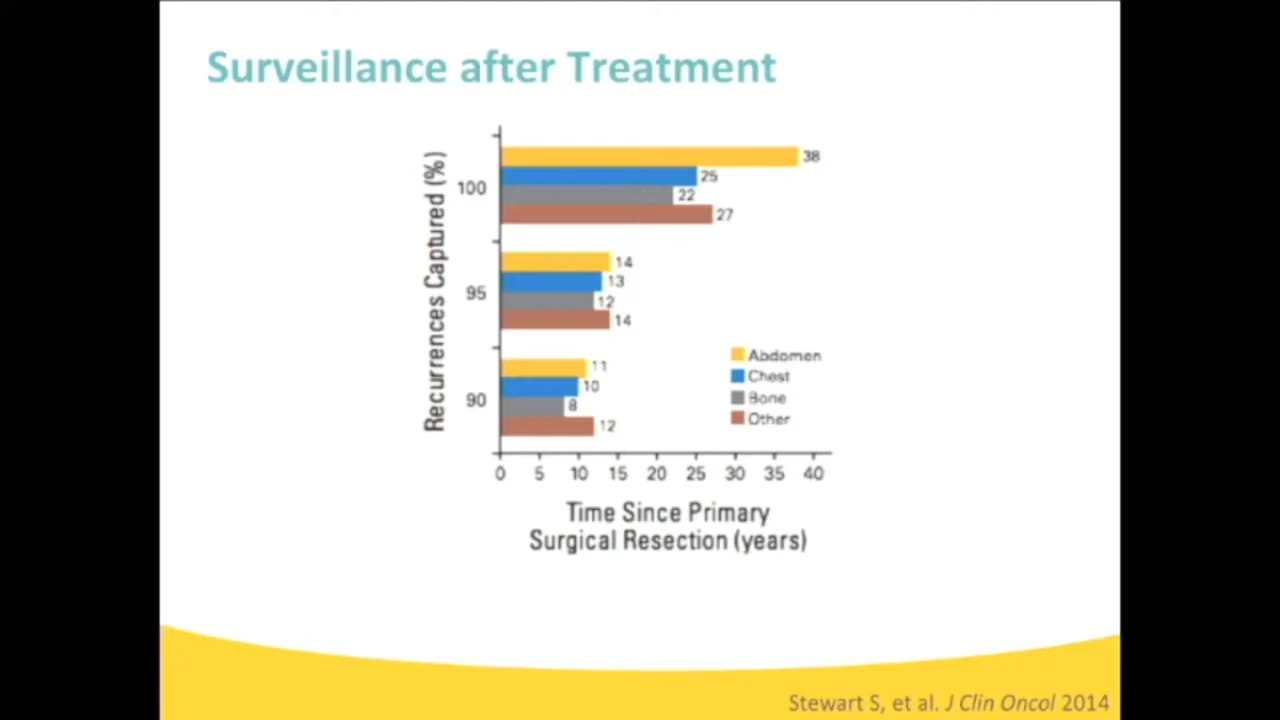 Surveillance after Treatment
Recurrences Captured (%)
100
38
25
22
27
95
14
13
12
14
90
11
10
8
12
Abdomen
Chest
Bone
Other
0 5 10 15 20 25 30 35 40
Time Since Primary
Surgical Resection (years)
Stewart S, et al. J Clin Oncol 2014